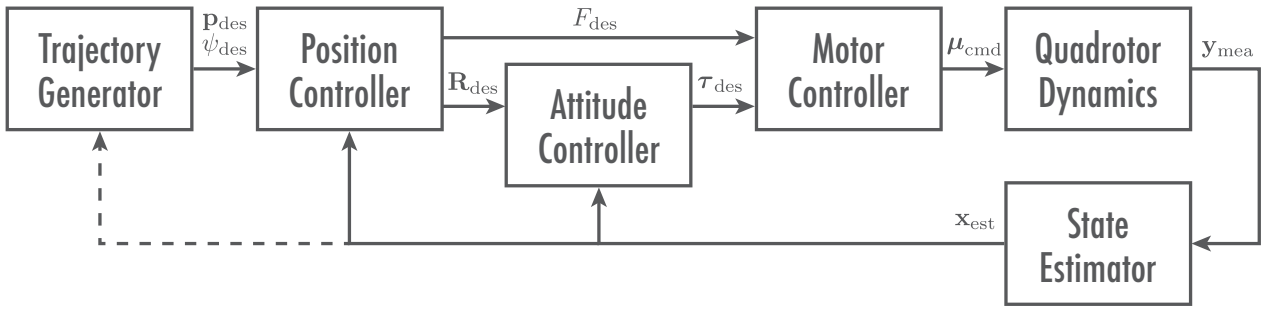 Trajectory
Generator
p_des
ψ_des
Position
Controller
F_des
R_des
Attitude
Controller
τ_des
Motor
Controller
μ_cmd
Quadrotor
Dynamics
y_mea
x_est
State
Estimator